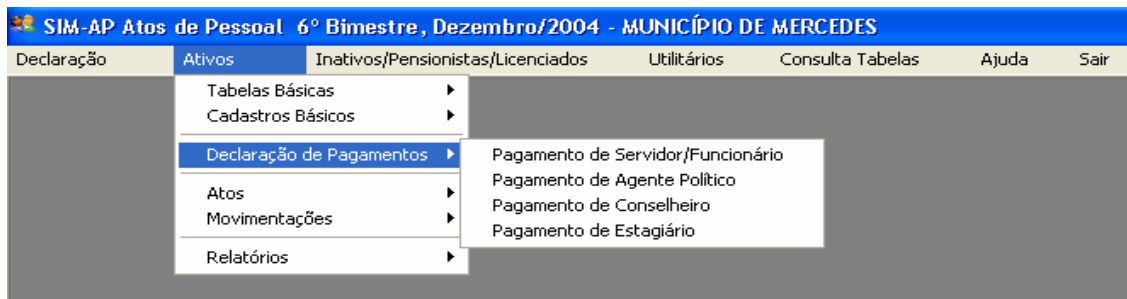 SIM-AP Atos de Pessoal 6º Bimestre, Dezembro/2004 - MUNICÍPIO DE MERCEDES
Declaração Ativos Inativos/Pensionistas/Licenciados Utilitários Consulta Tabelas Ajuda Sair
Tabelas Básicas
Cadastros Básicos
Declaração de Pagamentos
Pagamento de Servidor/Funcionário
Pagamento de Agente Político
Pagamento de Conselheiro
Pagamento de Estagiário
Atos
Movimentações
Relatórios